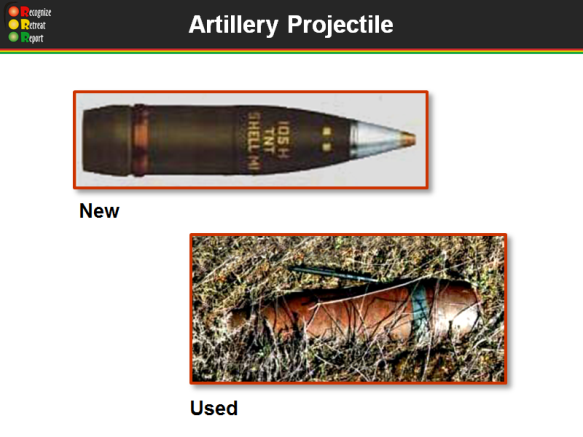 Recognize
Retreat
Report
Artillery Projectile
105 H
TNT
SHELL M1
New
Used